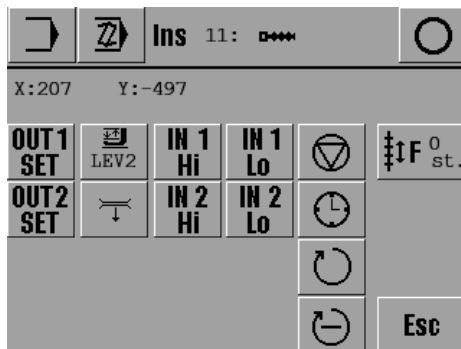 Ins 11:
X:207 Y:-497
OUT1 SET LEV2 IN 1 Hi IN 1 Lo F 0 st.
OUT2 SET IN 2 Hi IN 2 Lo
Esc